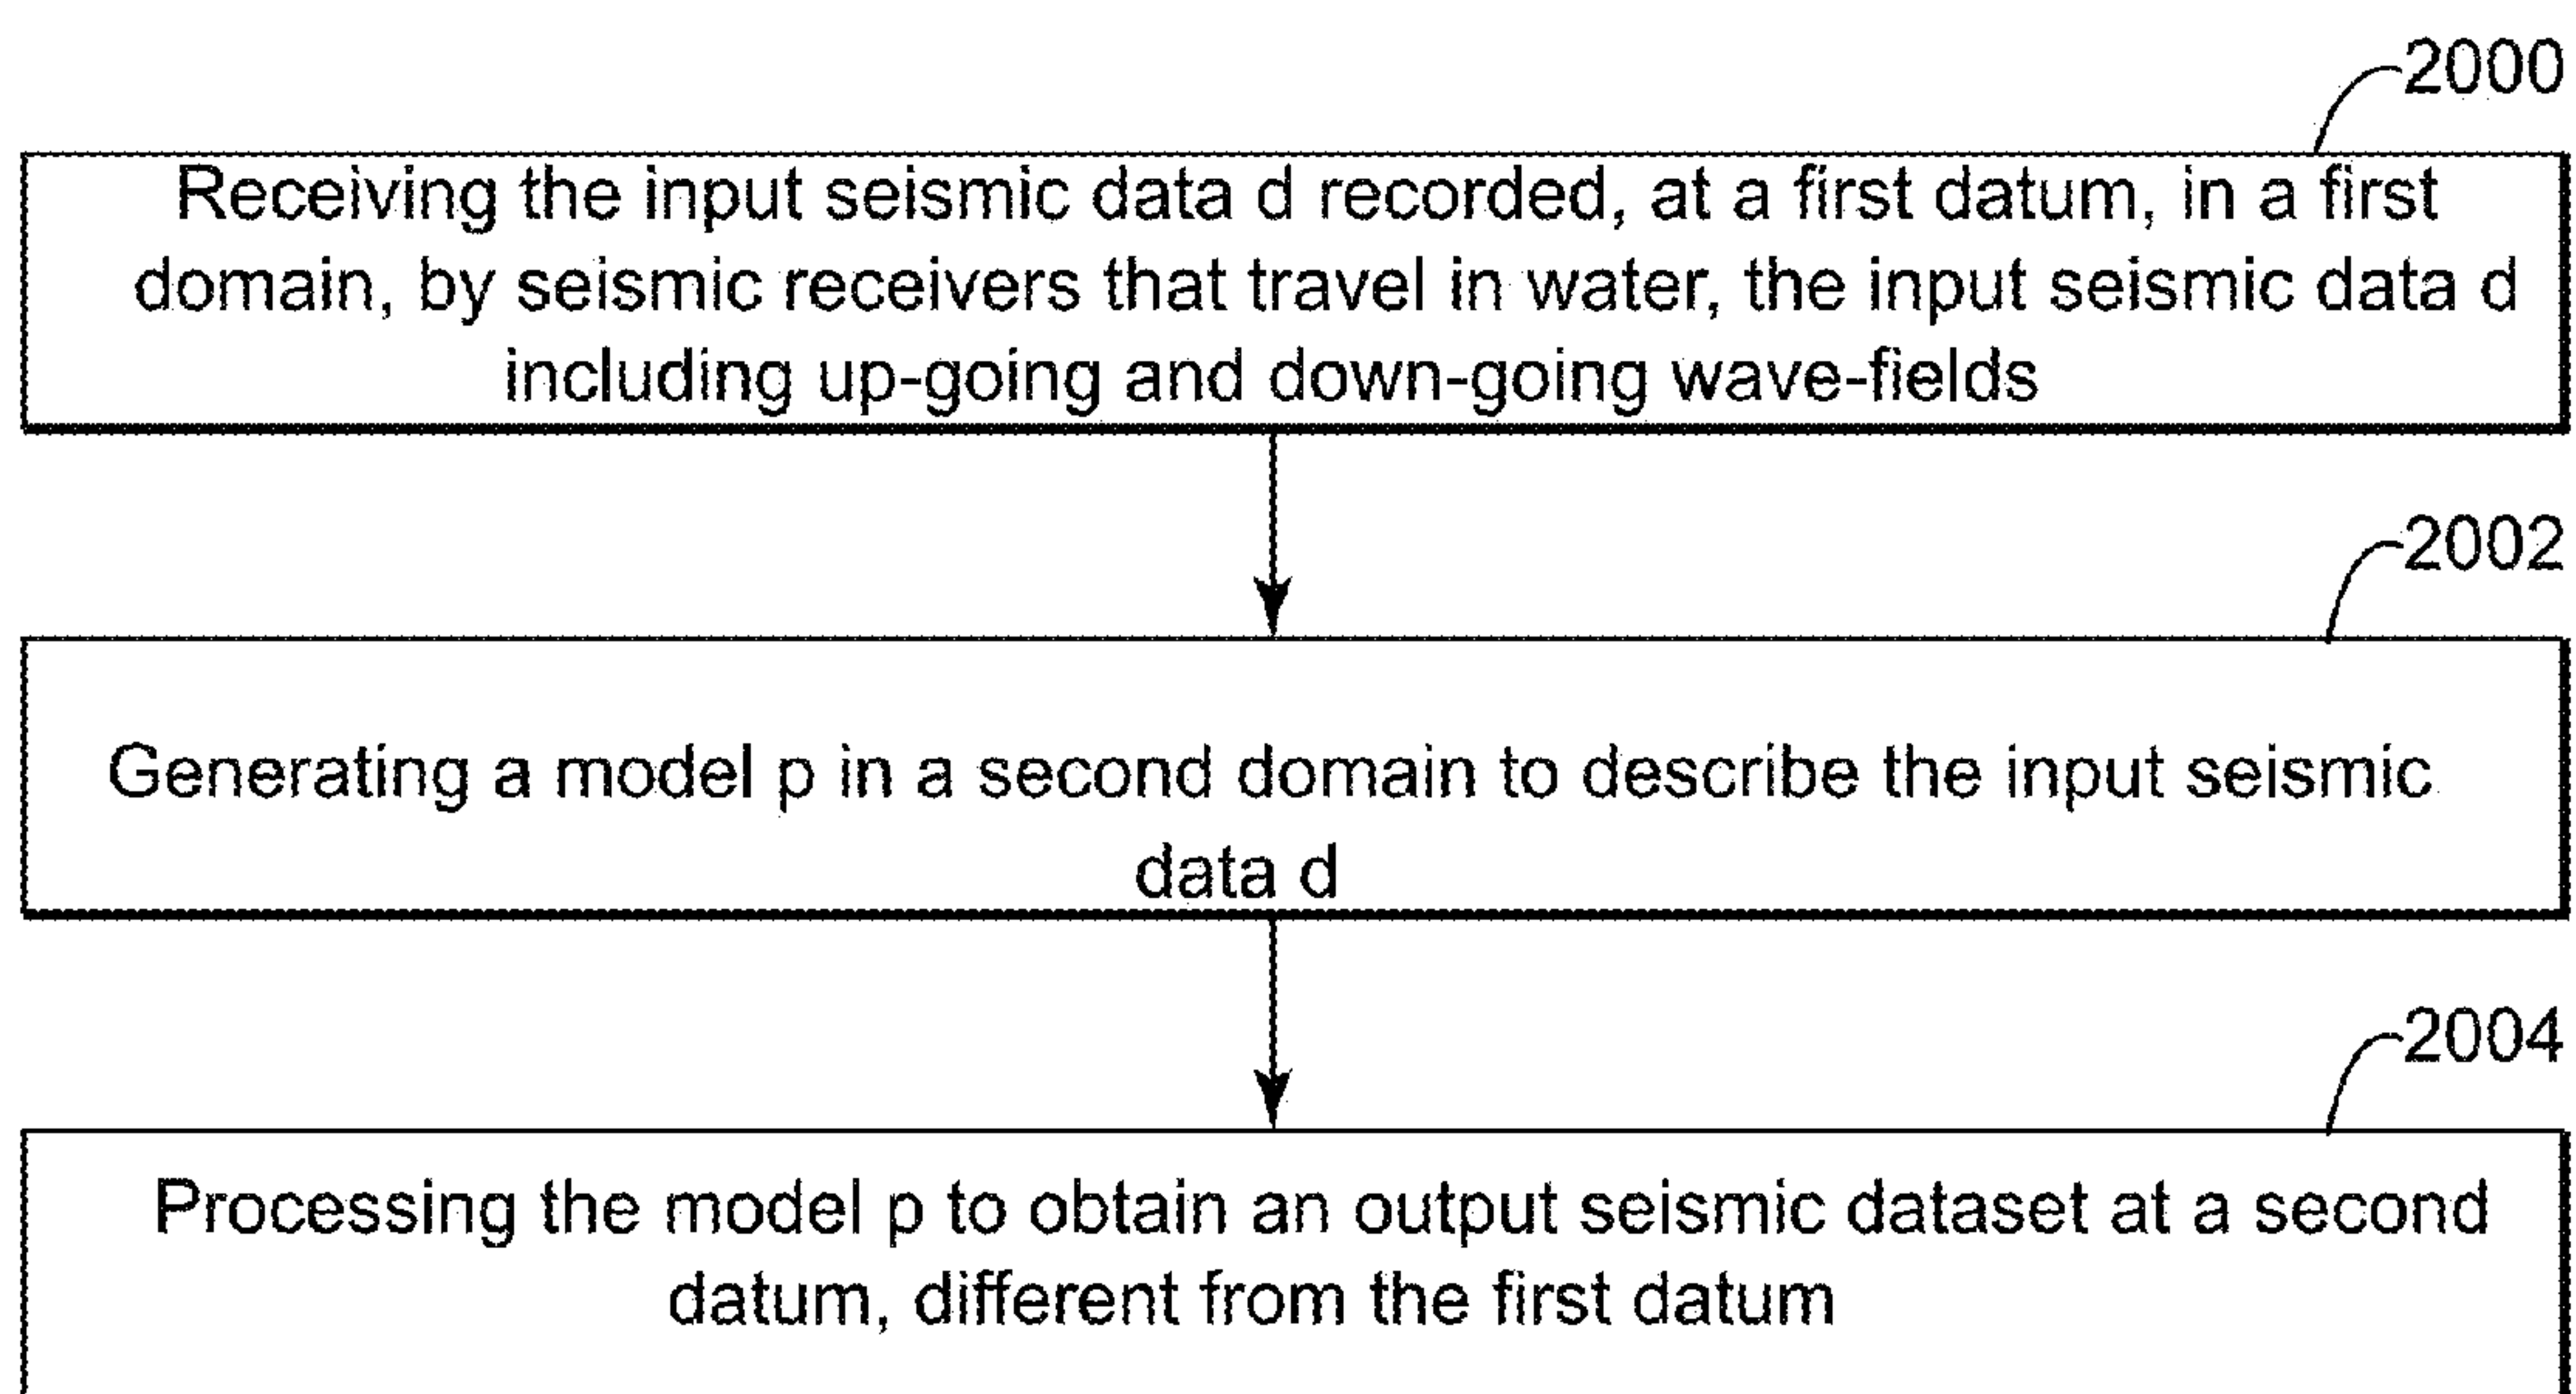 2000
Receiving the input seismic data d recorded, at a first datum, in a first
domain, by seismic receivers that travel in water, the input seismic data d
including up-going and down-going wave-fields
2002
Generating a model p in a second domain to describe the input seismic
data d
2004
Processing the model p to obtain an output seismic dataset at a second
datum, different from the first datum